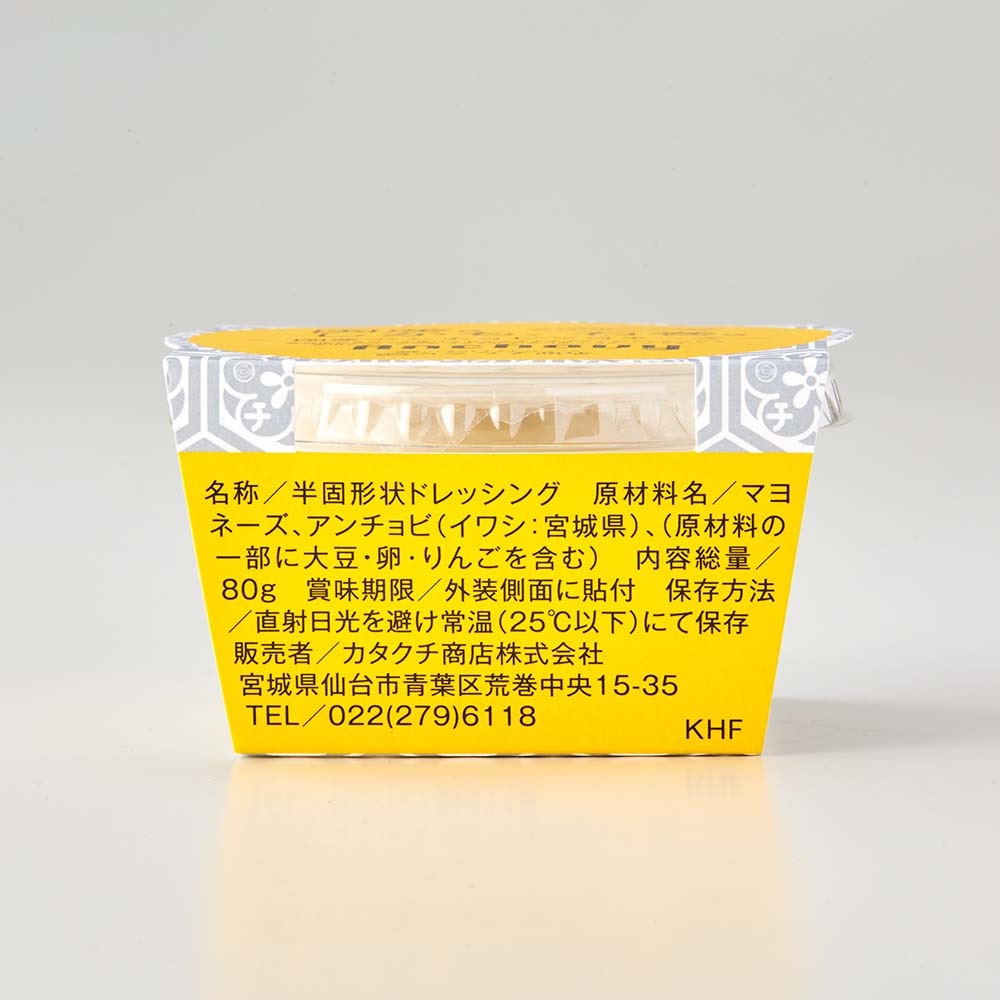 anchovy
チ
チ
名称/半固形状ドレッシング　原材料名/マヨ
ネーズ、アンチョビ(イワシ:宮城県)、(原材料の
一部に大豆・卵・りんごを含む)　内容総量/
80g　賞味期限/外装側面に貼付　保存方法
/直射日光を避け常温(25℃以下)にて保存
販売者/カタクチ商店株式会社
宮城県仙台市青葉区荒巻中央15-35
TEL/022(279)6118
KHF